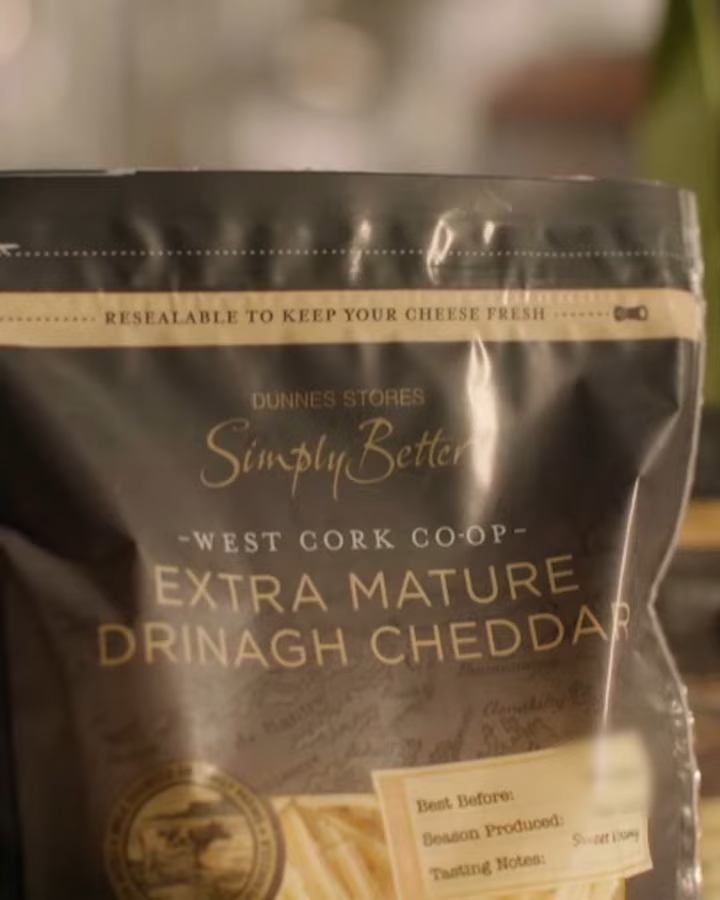 RESEALABLE TO KEEP YOUR CHEESE FRESH
DUNNES STORES
Simply Better
-WEST CORK CO-OP-
EXTRA MATURE
DRINAGH CHEDDAR
Best Before:
Season Produced:
Tasting Notes: